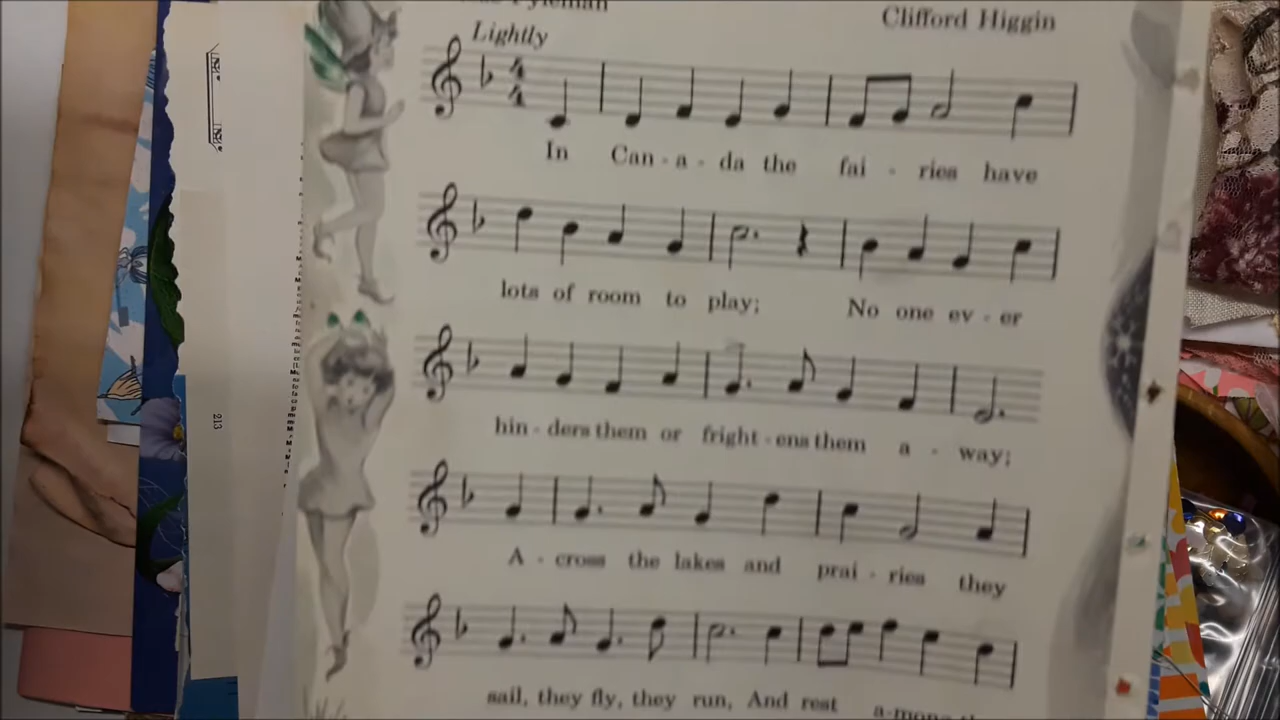 Pyleman
Clifford Higgin
Lightly
In Can - a - da the fai - ries have
lots of room to play; No one ev - er
hin - ders them or fright - ens them a - way;
A - cross the lakes and prai - ries they
sail, they fly, they run, And rest
213